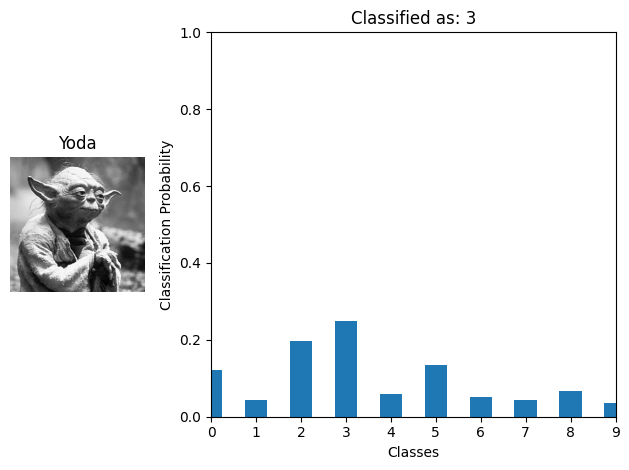 Yoda
Classified as: 3
Classification Probability
1.0
0.8
0.6
0.4
0.2
0.0
0 1 2 3 4 5 6 7 8 9
Classes